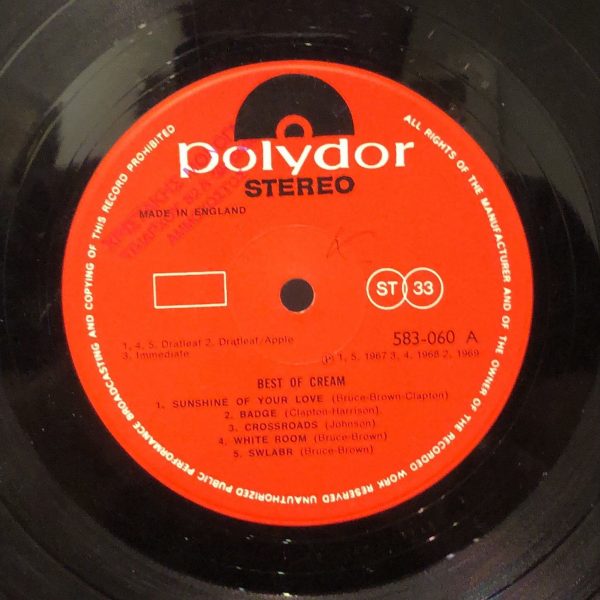 polydor
STEREO
MADE IN ENGLAND
ST 33
1, 4, 5. Dratleaf 2. Dratleaf/Apple
3. Immediate
583-060 A
℗ 1, 5. 1967 3, 4. 1968 2, 1969
BEST OF CREAM
1. SUNSHINE OF YOUR LOVE (Bruce-Brown-Clapton)
2. BADGE (Clapton-Harrison)
3. CROSSROADS (Johnson)
4. WHITE ROOM (Bruce-Brown)
5. SWLABR (Bruce-Brown)
ALL RIGHTS OF THE MANUFACTURER AND OF THE OWNER OF THE RECORDED WORK RESERVED UNAUTHORIZED PUBLIC PERFORMANCE BROADCASTING AND COPYING OF THIS RECORD PROHIBITED